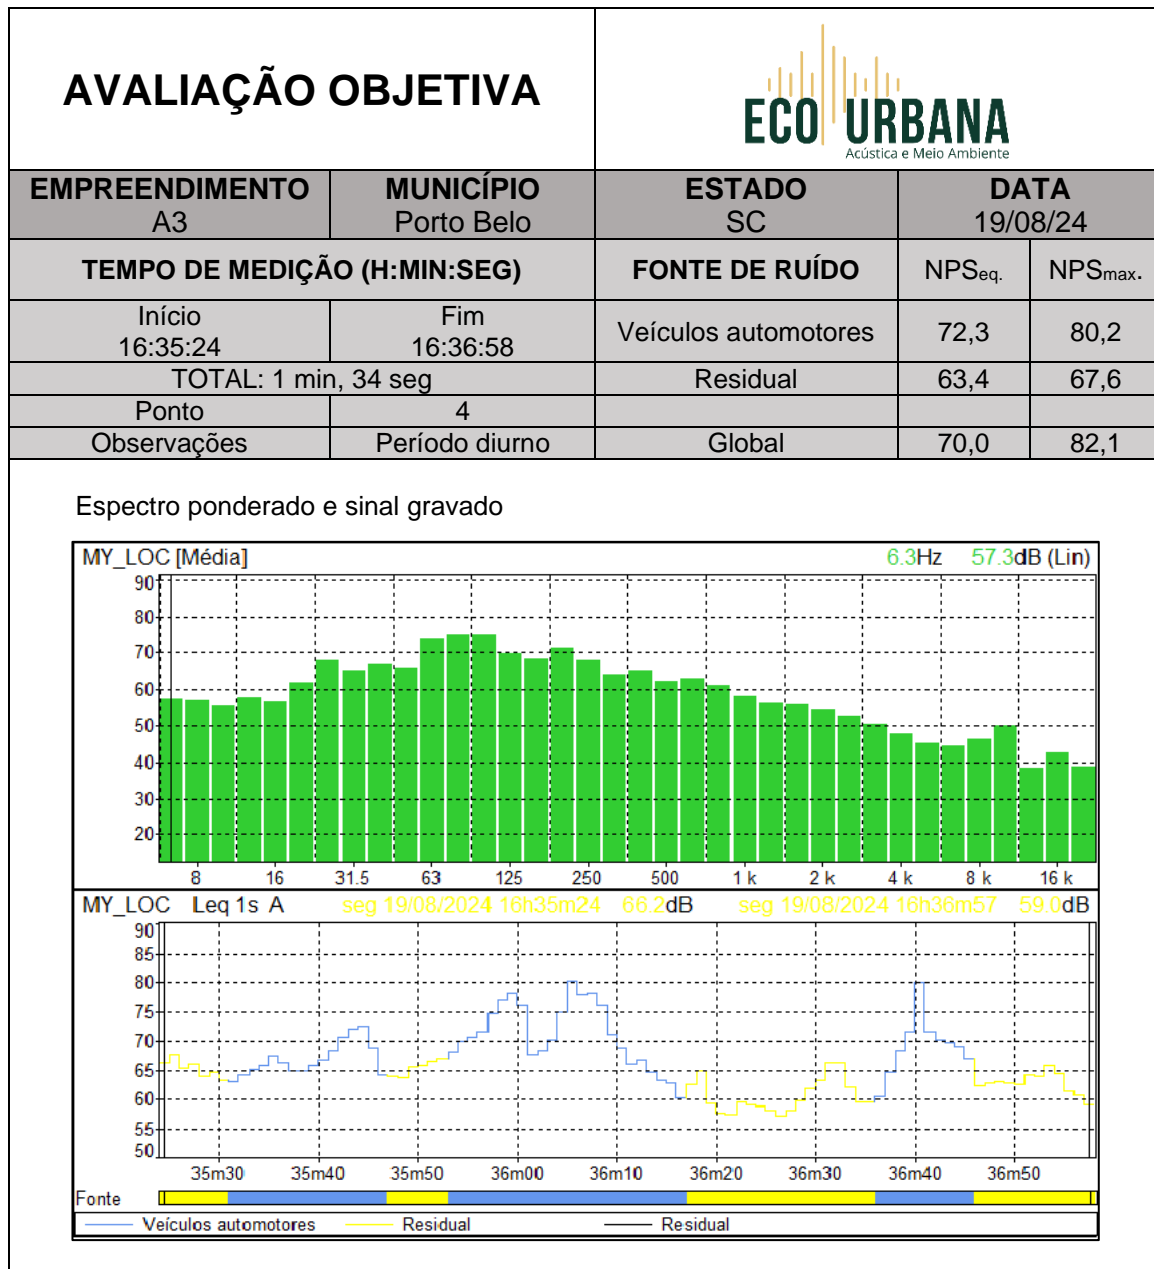 AVALIAÇÃO OBJETIVA
ECO URBANA
Acústica e Meio Ambiente
EMPREENDIMENTO MUNICÍPIO ESTADO DATA
A3 Porto Belo SC 19/08/24
TEMPO DE MEDIÇÃO (H:MIN:SEG) FONTE DE RUÍDO NPSeq. NPSmax.
Início Fim
16:35:24 16:36:58
Veículos automotores 72,3 80,2
TOTAL: 1 min, 34 seg Residual 63,4 67,6
Ponto 4
Observações Período diurno Global 70,0 82,1
Espectro ponderado e sinal gravado
MY_LOC [Média] 6.3Hz 57.3dB (Lin)
90
80
70
60
50
40
30
20
8 16 31.5 63 125 250 500 1 k 2 k 4 k 8 k 16 k
MY_LOC Leq 1s A seg 19/08/2024 16h35m24 66.2dB seg 19/08/2024 16h36m57 59.0dB
90
85
80
75
70
65
60
55
50
35m30 35m40 35m50 36m00 36m10 36m20 36m30 36m40 36m50
Fonte
Veículos automotores Residual Residual